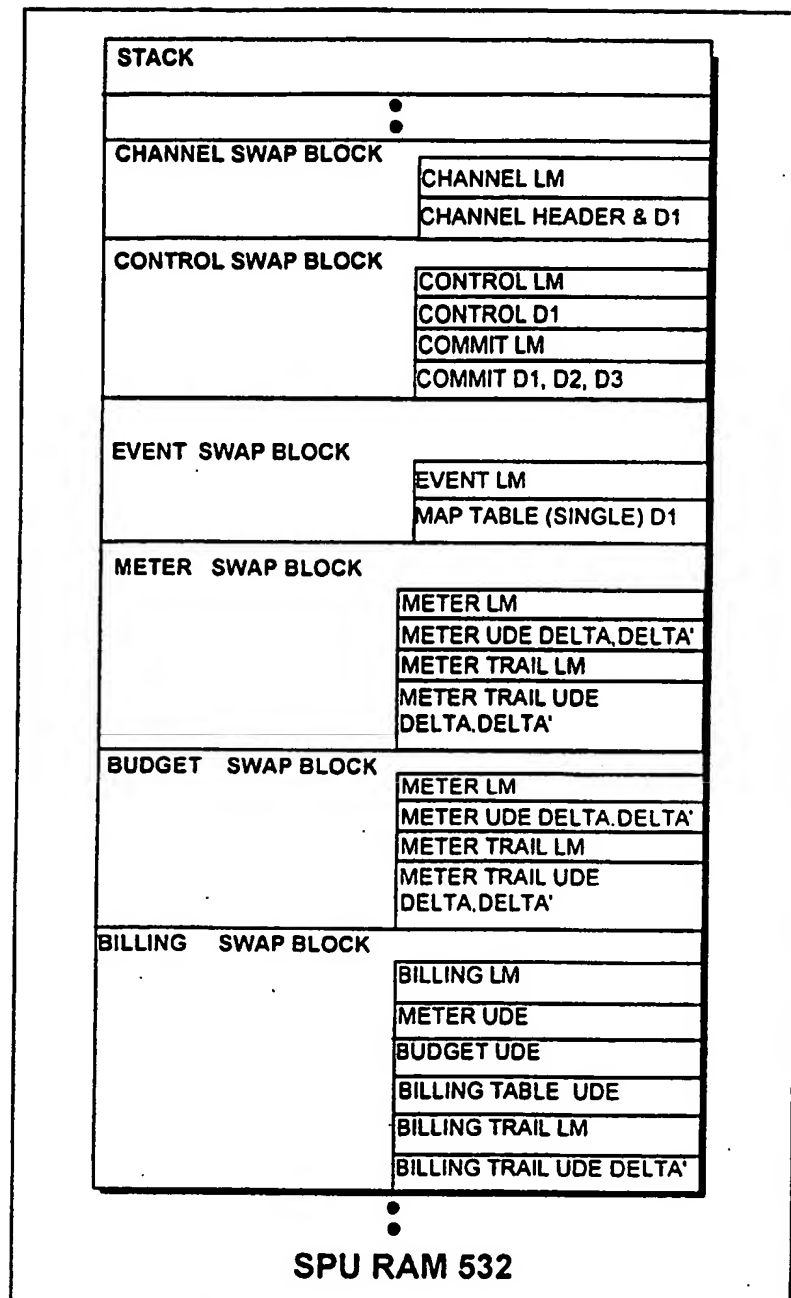 STACK
CHANNEL SWAP BLOCK
CHANNEL LM
CHANNEL HEADER & D1
CONTROL SWAP BLOCK
CONTROL LM
CONTROL D1
COMMIT LM
COMMIT D1, D2, D3
EVENT SWAP BLOCK
EVENT LM
MAP TABLE (SINGLE) D1
METER SWAP BLOCK
METER LM
METER UDE DELTA,DELTA'
METER TRAIL LM
METER TRAIL UDE
DELTA,DELTA'
BUDGET SWAP BLOCK
METER LM
METER UDE DELTA.DELTA'
METER TRAIL LM
METER TRAIL UDE
DELTA,DELTA'
BILLING SWAP BLOCK
BILLING LM
METER UDE
BUDGET UDE
BILLING TABLE UDE
BILLING TRAIL LM
BILLING TRAIL UDE DELTA'
SPU RAM 532